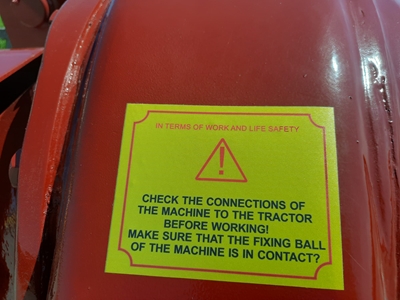 IN TERMS OF WORK AND LIFE SAFETY
!
CHECK THE CONNECTIONS OF
THE MACHINE TO THE TRACTOR
BEFORE WORKING!
MAKE SURE THAT THE FIXING BALL
OF THE MACHINE IS IN CONTACT?